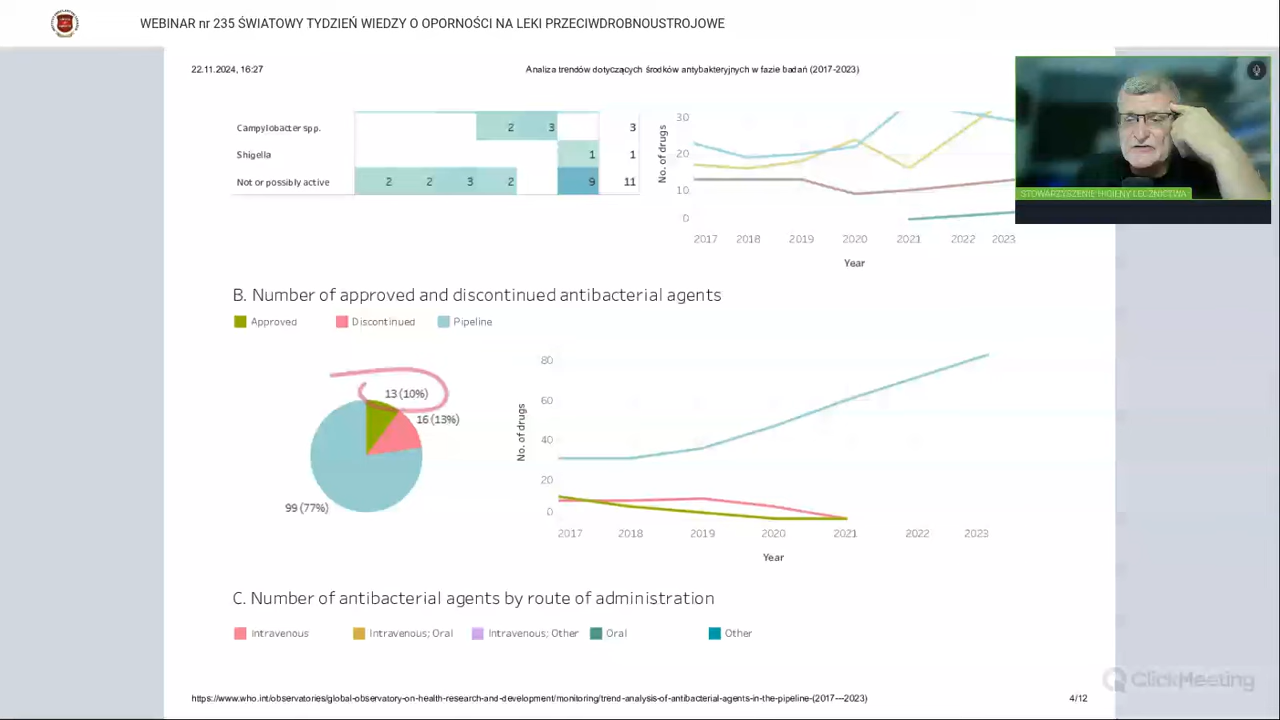 WEBINAR nr 235 ŚWIATOWY TYDZIEŃ WIEDZY O OPORNOŚCI NA LEKI PRZECIWDROBNOUSTROJOWE
22.11.2024, 16:27
Analiza trendów dotyczących środków antybakteryjnych w fazie badań (2017-2023)
Campylobacter spp. 2 3 3
Shigella 1 1
Not or possibly active 2 2 3 2 9 11
No. of drugs
30
20
10
0
2017 2018 2019 2020 2021 2022 2023
Year
STOWARZYSZENIE HIGIENY LECZNICTWA
B. Number of approved and discontinued antibacterial agents
Approved Discontinued Pipeline
13 (10%)
16 (13%)
99 (77%)
No. of drugs
80
60
40
20
0
2017 2018 2019 2020 2021 2022 2023
Year
C. Number of antibacterial agents by route of administration
Intravenous Intravenous; Oral Intravenous; Other Oral Other
https://www.who.int/observatories/global-observatory-on-health-research-and-development/monitoring/trend-analysis-of-antibacterial-agents-in-the-pipeline-(2017---2023)
4/12
ClickMeeting